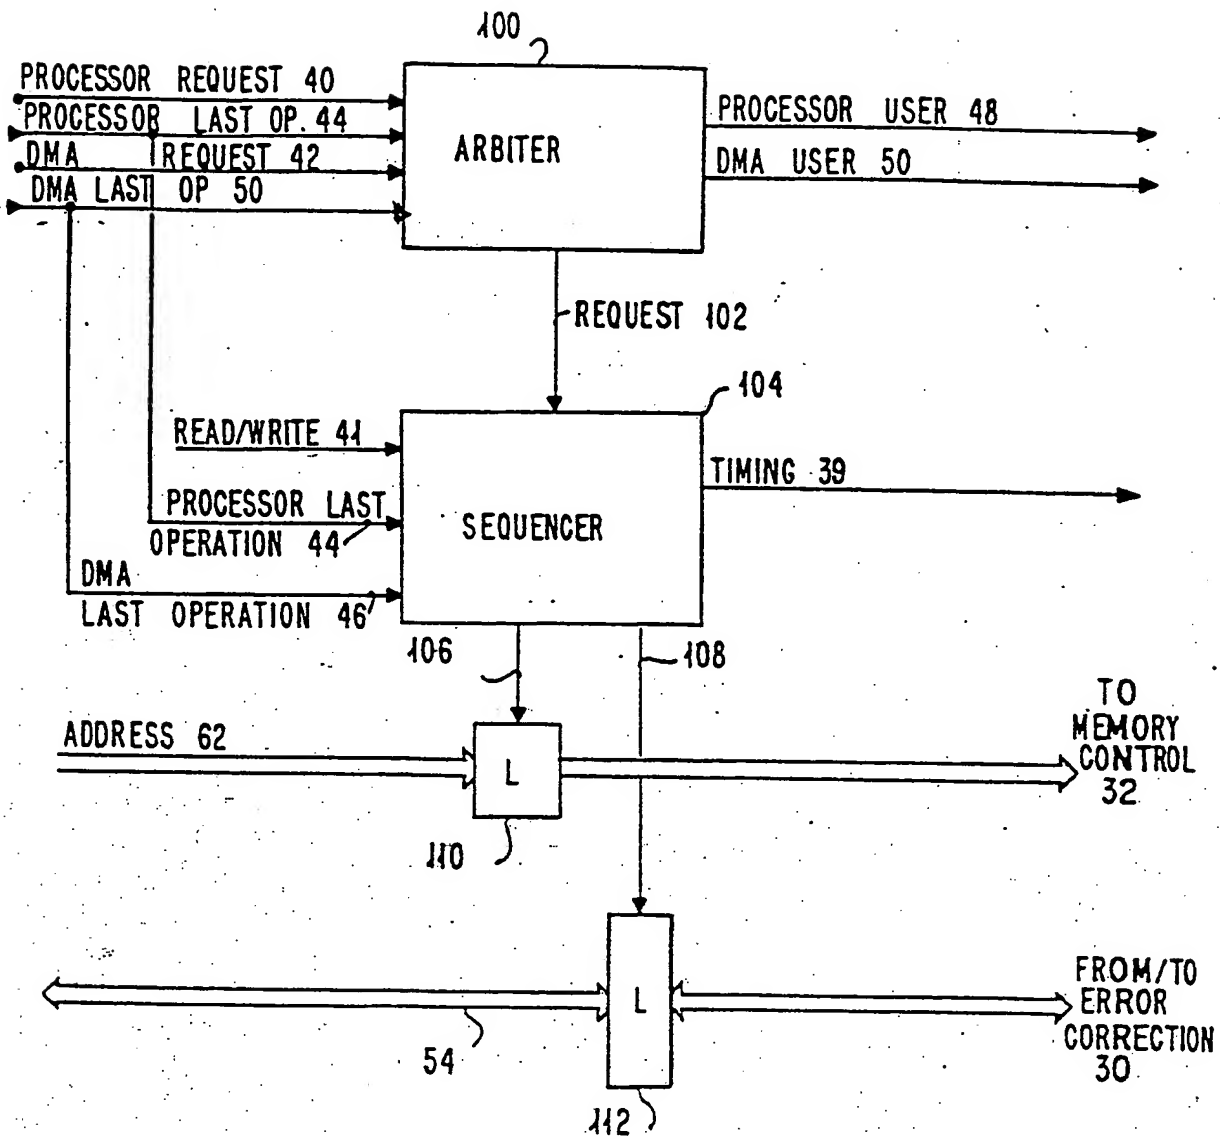 100
PROCESSOR REQUEST 40
PROCESSOR LAST OP. 44
DMA REQUEST 42
DMA LAST OP 50
ARBITER
PROCESSOR USER 48
DMA USER 50
REQUEST 102
104
READ/WRITE 41
TIMING 39
PROCESSOR LAST
OPERATION 44
SEQUENCER
DMA
LAST OPERATION 46
106
108
ADDRESS 62
L
TO
MEMORY
CONTROL
32
110
L
FROM/TO
ERROR
CORRECTION
30
54
112